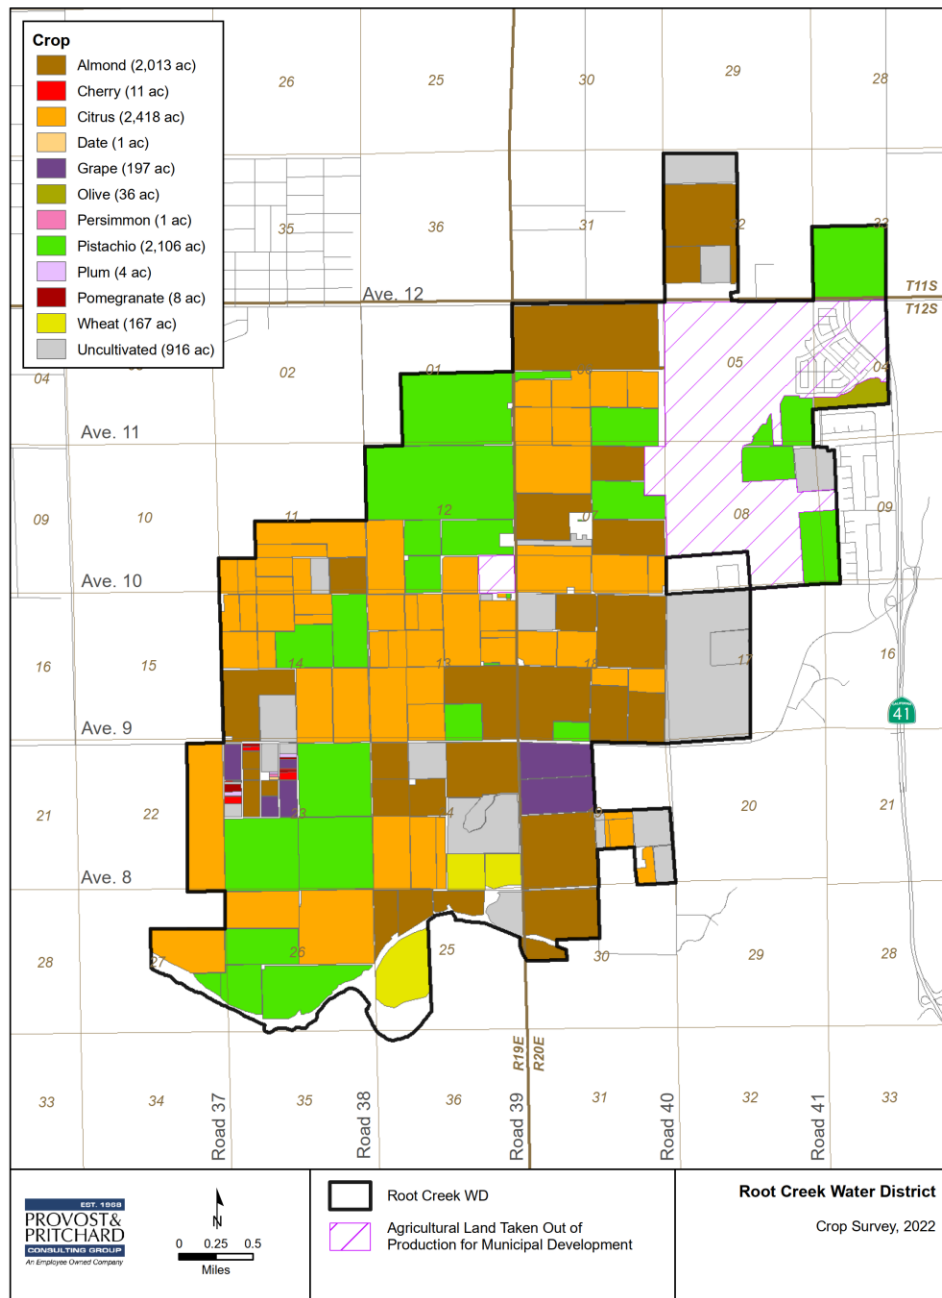 Crop
Almond (2,013 ac)
Cherry (11 ac)
Citrus (2,418 ac)
Date (1 ac)
Grape (197 ac)
Olive (36 ac)
Persimmon (1 ac)
Pistachio (2,106 ac)
Plum (4 ac)
Pomegranate (8 ac)
Wheat (167 ac)
Uncultivated (916 ac)
26 25 30 29 28
35 36 31
Ave. 12
T11S
T12S
04 02 01 05 04
Ave. 11
09 10 11 12 07 08 09
Ave. 10
16 15 14 13 18 17 16
Ave. 9
41
21 22 23 20 21
Ave. 8
28 27 26 25 30 29 28
R19E R20E
33 34 35 36 31 32 33
Road 37
Road 38
Road 39
Road 40
Road 41
EST. 1968
PROVOST&
PRITCHARD
CONSULTING GROUP
An Employee Owned Company
N
0 0.25 0.5
Miles
Root Creek WD
Agricultural Land Taken Out of
Production for Municipal Development
Root Creek Water District
Crop Survey, 2022